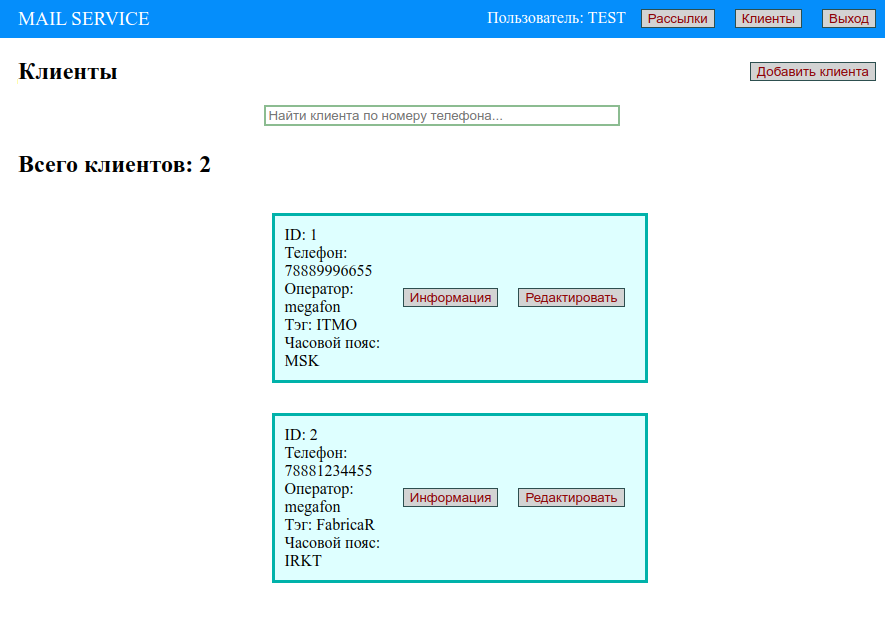 MAIL SERVICE
Пользователь: TEST
Рассылки
Клиенты
Выход
Клиенты
Добавить клиента
Найти клиента по номеру телефона...
Всего клиентов: 2
ID: 1
Телефон:
78889996655
Оператор:
megafon
Тэг: ITMO
Часовой пояс:
MSK
Информация
Редактировать
ID: 2
Телефон:
78881234455
Оператор:
megafon
Тэг: FabricaR
Часовой пояс:
IRKT
Информация
Редактировать